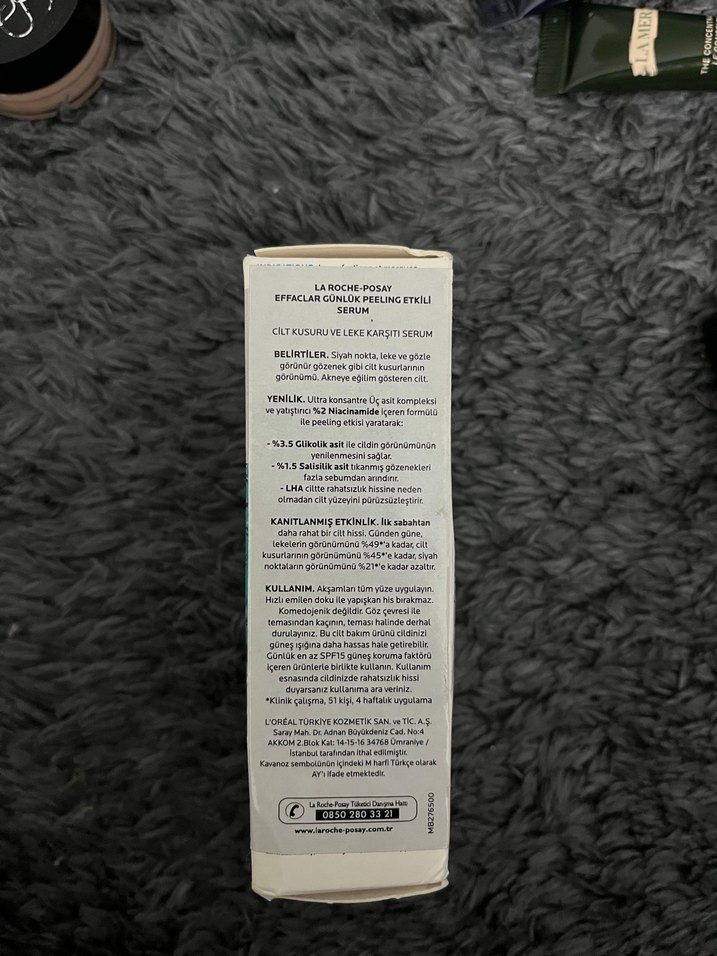 LA MER
THE CONCENTR
LA ROCHE-POSAY
EFFACLAR GÜNLÜK PEELING ETKİLİ
SERUM
CİLT KUSURU VE LEKE KARŞITI SERUM
BELİRTİLER. Siyah nokta, leke ve gözle
görünür gözenek gibi cilt kusurlarının
görünümü. Akneye eğilim gösteren cilt.
YENİLİK. Ultra konsantre Üç asit kompleksi
ve yatıştırıcı %2 Niacinamide içeren formülü
ile peeling etkisi yaratarak:
- %3.5 Glikolik asit ile cildin görünümünün
yenilenmesini sağlar.
- %1.5 Salisilik asit tıkanmış gözenekleri
fazla sebumdan arındırır.
- LHA ciltte rahatsızlık hissine neden
olmadan cilt yüzeyini pürüzsüzleştirir.
KANITLANMIŞ ETKİNLİK. İlk sabahtan
daha rahat bir cilt hissi. Günden güne,
lekelerin görünümünü %49*'a kadar, cilt
kusurlarının görünümünü %45*'e kadar, siyah
noktaların görünümünü %21*'e kadar azaltır.
KULLANIM. Akşamları tüm yüze uygulayın.
Hızlı emilen doku ile yapışkan his bırakmaz.
Komedojenik değildir. Göz çevresi ile
temasından kaçının, teması halinde derhal
durulayınız. Bu cilt bakım ürünü cildinizi
güneş ışığına daha hassas hale getirebilir.
Günlük en az SPF15 güneş koruma faktörü
içeren ürünlerle birlikte kullanın. Kullanım
esnasında cildinizde rahatsızlık hissi
duyarsanız kullanıma ara veriniz.
*Klinik çalışma, 51 kişi, 4 haftalık uygulama
L'ORÉAL TÜRKİYE KOZMETİK SAN. ve TİC. A.Ş.
Saray Mah. Dr. Adnan Büyükdeniz Cad. No:4
AKKOM 2.Blok Kat: 14-15-16 34768 Ümraniye /
İstanbul tarafından ithal edilmiştir.
Kavanoz sembolünün içindeki M harfi Türkçe olarak
AY'ı ifade etmektedir.
La Roche-Posay Tüketici Danışma Hattı
0850 280 33 21
www.laroche-posay.com.tr
MB276500